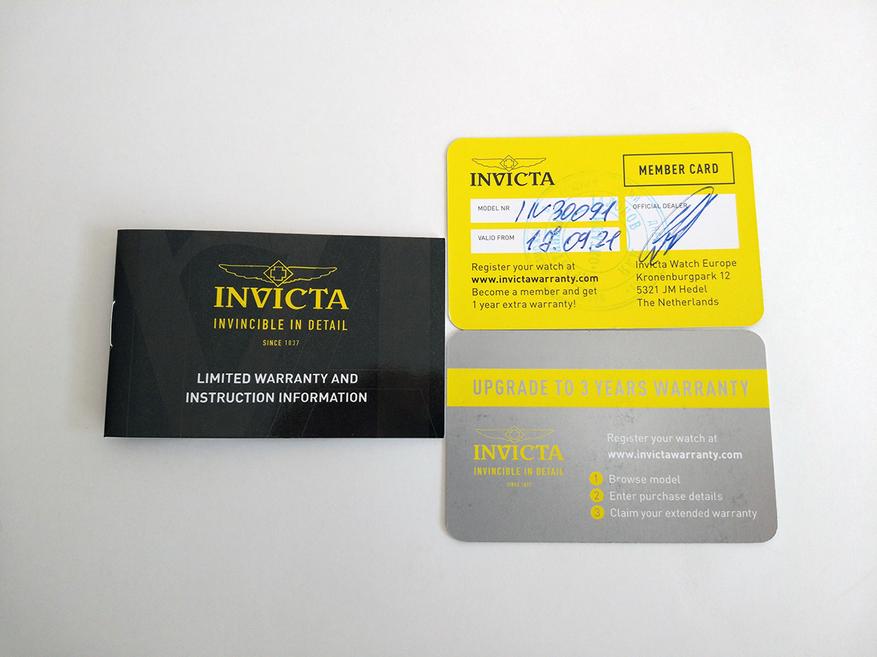 INVICTA
INVINCIBLE IN DETAIL
SINCE 1837
LIMITED WARRANTY AND
INSTRUCTION INFORMATION
INVICTA
MEMBER CARD
MODEL NR IN30091
OFFICIAL DEALER
VALID FROM 17.09.21
Register your watch at
www.invictawarranty.com
Become a member and get
1 year extra warranty!
Invicta Watch Europe
Kronenburgpark 12
5321 JM Hedel
The Netherlands
UPGRADE TO 3 YEARS WARRANTY
INVICTA
INVINCIBLE IN DETAIL
SINCE 1837
Register your watch at
www.invictawarranty.com
1 Browse model
2 Enter purchase details
3 Claim your extended warranty